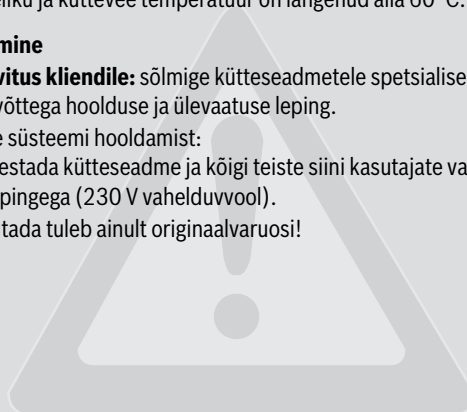 ja küttevee temperatuur on langenud alla 60 °C.
mine
vitus kliendile: sõlmige kütteseadmetele spetsialise
võttega hoolduse ja ülevaatuse leping.
e süsteemi hooldamist:
estada kütteseadme ja kõigi teiste siini kasutajate va
pingega (230 V vahelduvvool).
tada tuleb ainult originaalvaruosi!